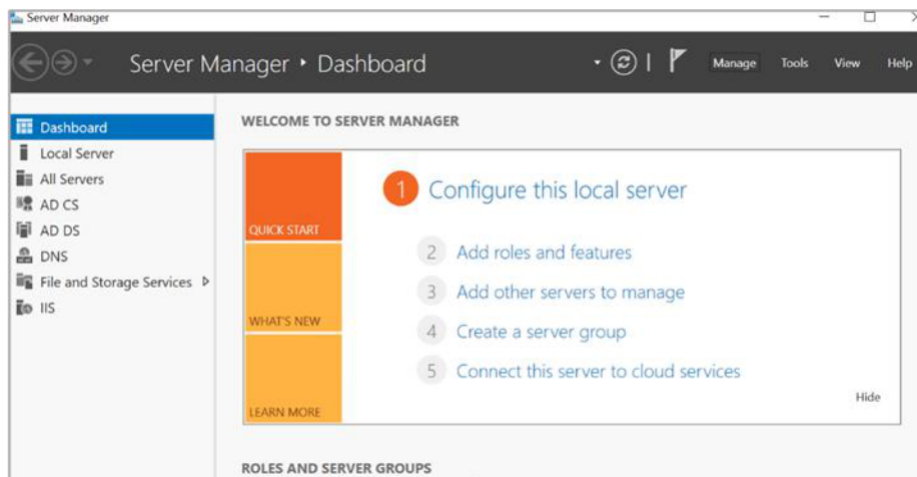 Server Manager
Server Manager ‣ Dashboard
Manage Tools View Help
Dashboard
Local Server
All Servers
AD CS
AD DS
DNS
File and Storage Services
IIS
WELCOME TO SERVER MANAGER
QUICK START
WHAT'S NEW
LEARN MORE
1 Configure this local server
2 Add roles and features
3 Add other servers to manage
4 Create a server group
5 Connect this server to cloud services
Hide
ROLES AND SERVER GROUPS